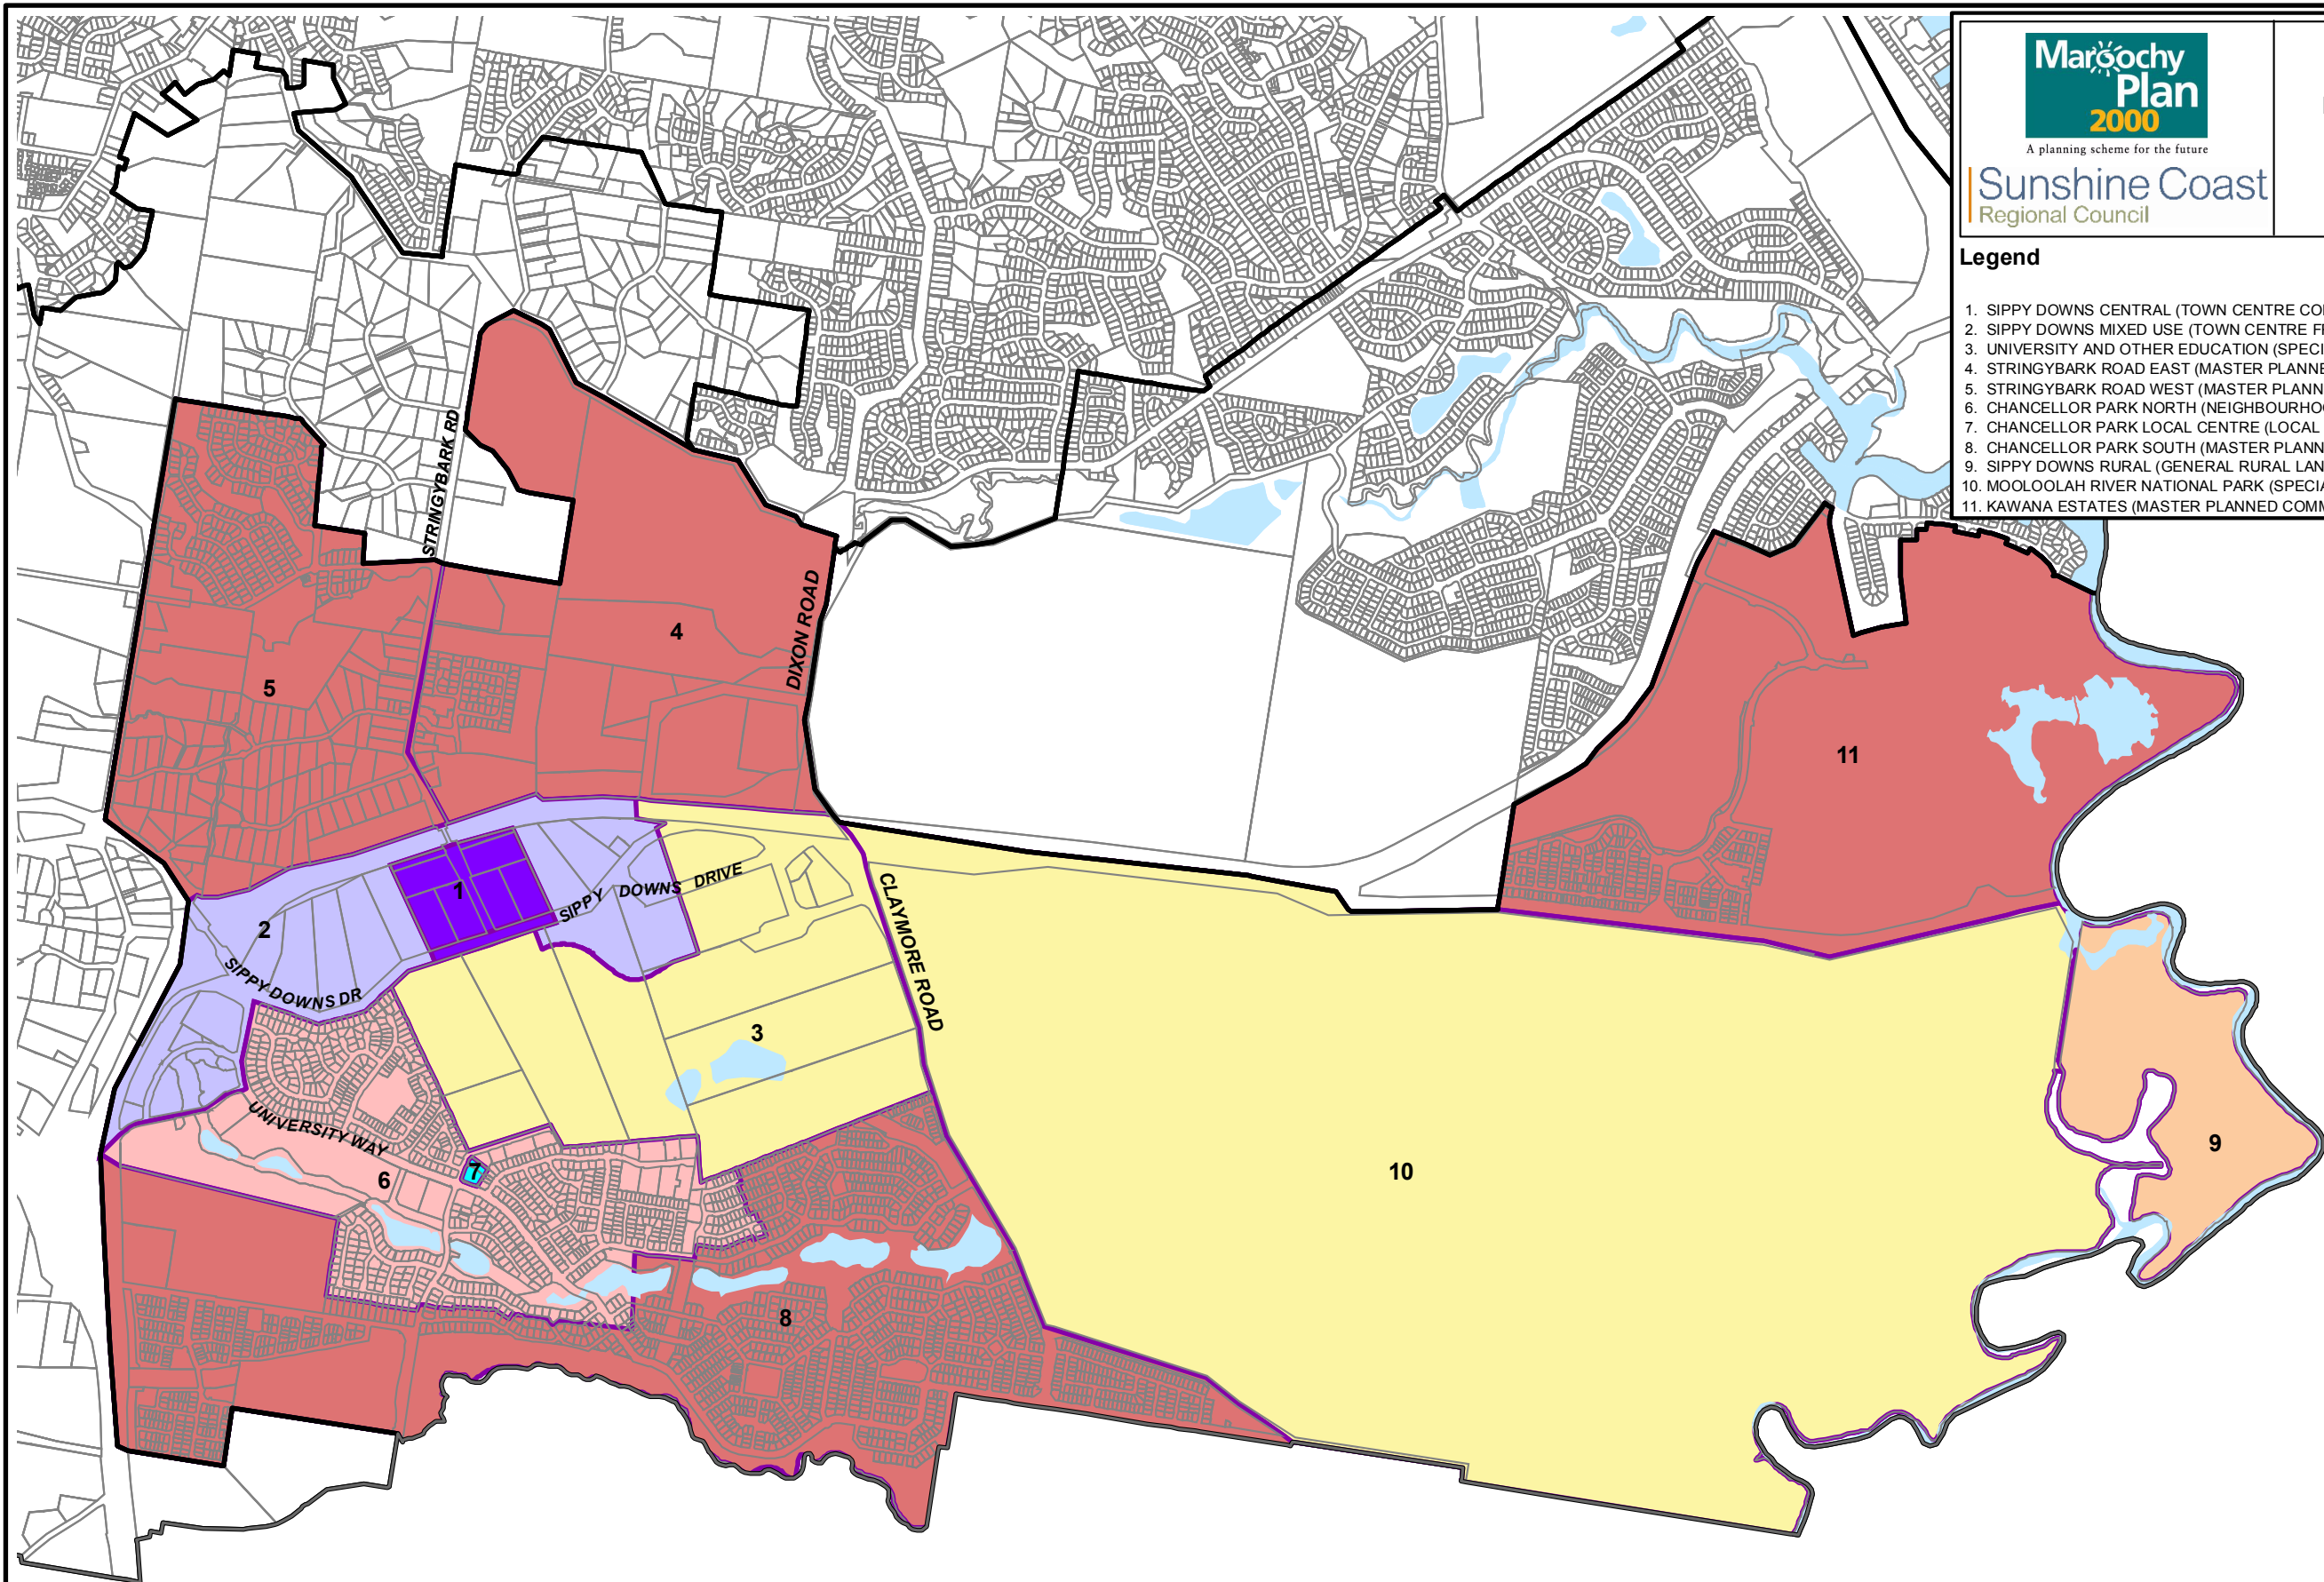 Maroochy
Plan
2000
A planning scheme for the future
Sunshine Coast
Regional Council
Legend
1. SIPPY DOWNS CENTRAL (TOWN CENTRE CO
2. SIPPY DOWNS MIXED USE (TOWN CENTRE F
3. UNIVERSITY AND OTHER EDUCATION (SPECI
4. STRINGYBARK ROAD EAST (MASTER PLANNE
5. STRINGYBARK ROAD WEST (MASTER PLANN
6. CHANCELLOR PARK NORTH (NEIGHBOURHO
7. CHANCELLOR PARK LOCAL CENTRE (LOCAL
8. CHANCELLOR PARK SOUTH (MASTER PLANN
9. SIPPY DOWNS RURAL (GENERAL RURAL LAN
10. MOOLOOLAH RIVER NATIONAL PARK (SPECIA
11. KAWANA ESTATES (MASTER PLANNED COMM
STRINGYBARK RD
DIXON ROAD
4
5
11
1
SIPPY DOWNS DRIVE
2
CLAYMORE ROAD
SIPPY DOWNS DR
3
UNIVERSITY WAY
9
7
6
10
8